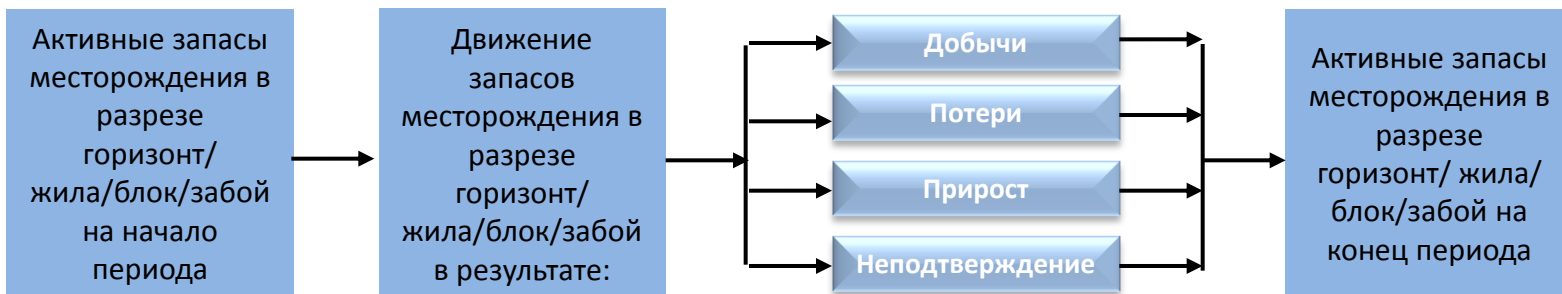 Активные запасы
месторождения в
разрезе
горизонт/
жила/блок/забой
на начало
периода
Движение
запасов
месторождения в
разрезе
горизонт/
жила/блок/забой
в результате:
Добычи
Потери
Прирост
Неподтверждение
Активные запасы
месторождения в
разрезе
горизонт/ жила/
блок/забой на
конец периода